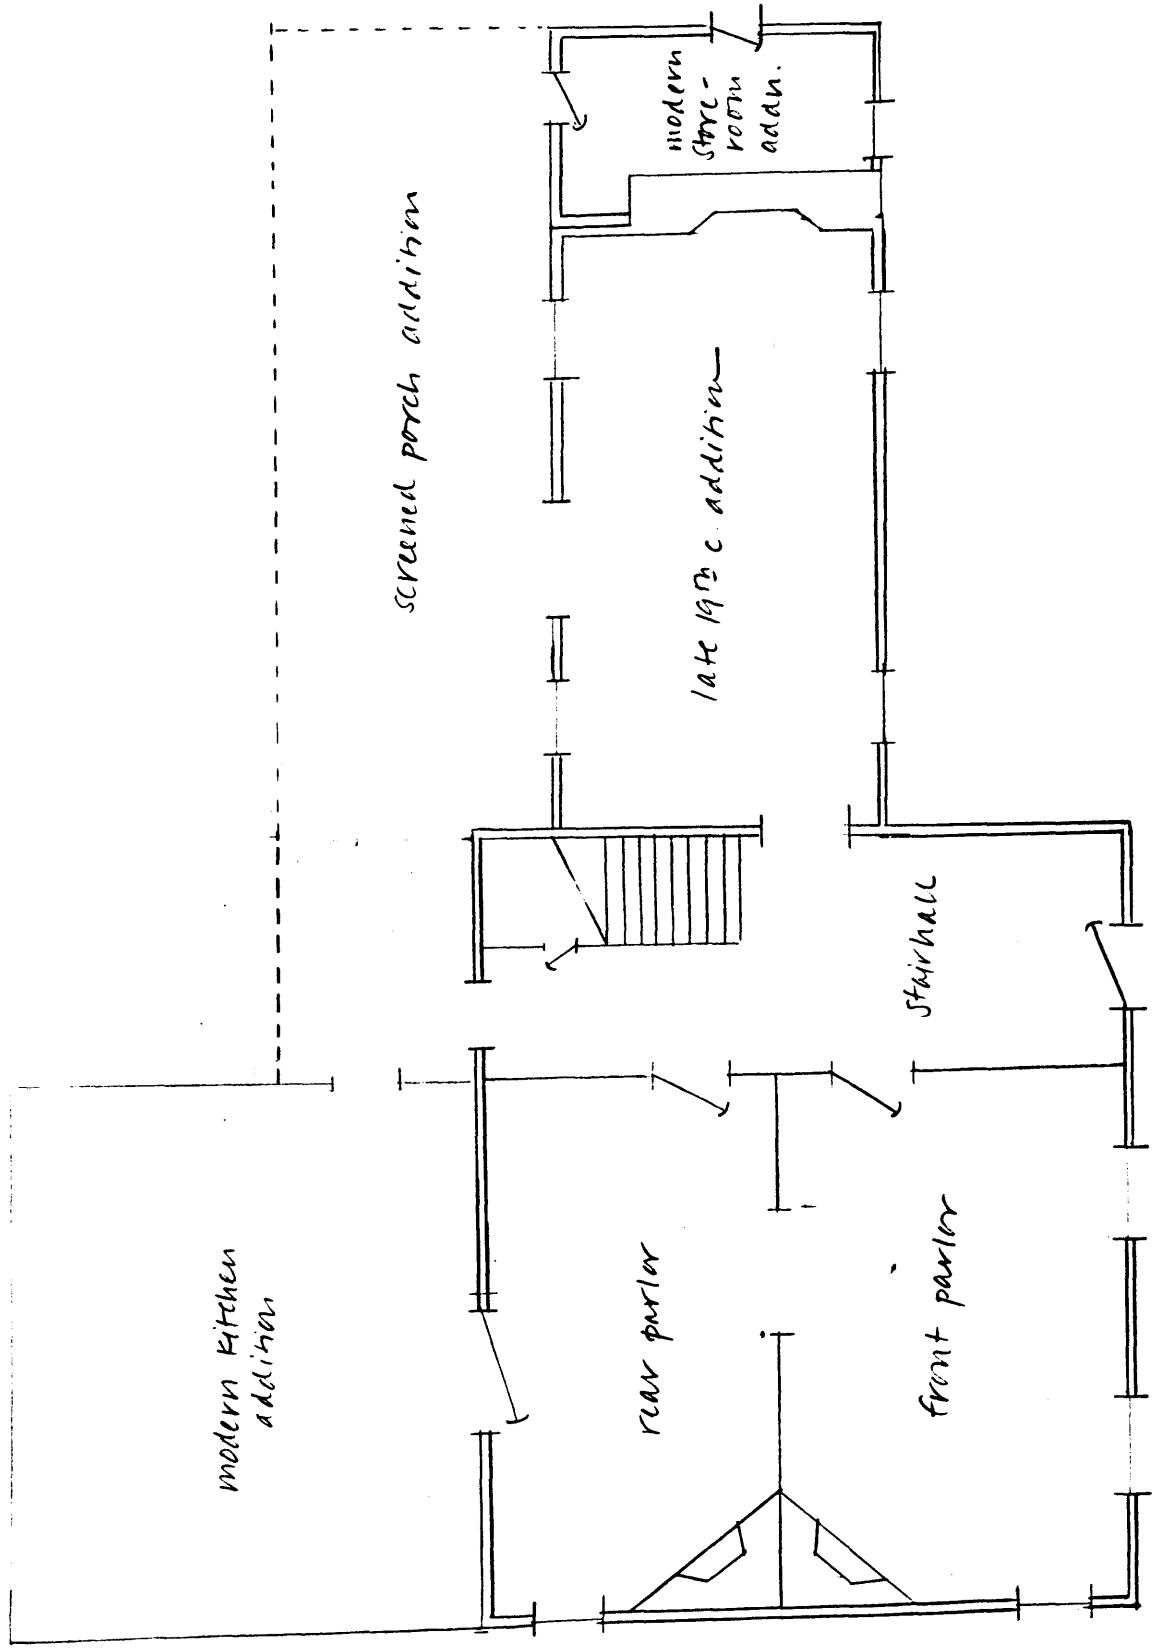 modern
store-
room
addn.
screened porch addition
late 19th c. addition
stairhall
modern kitchen
addition
rear parlor
front parlor